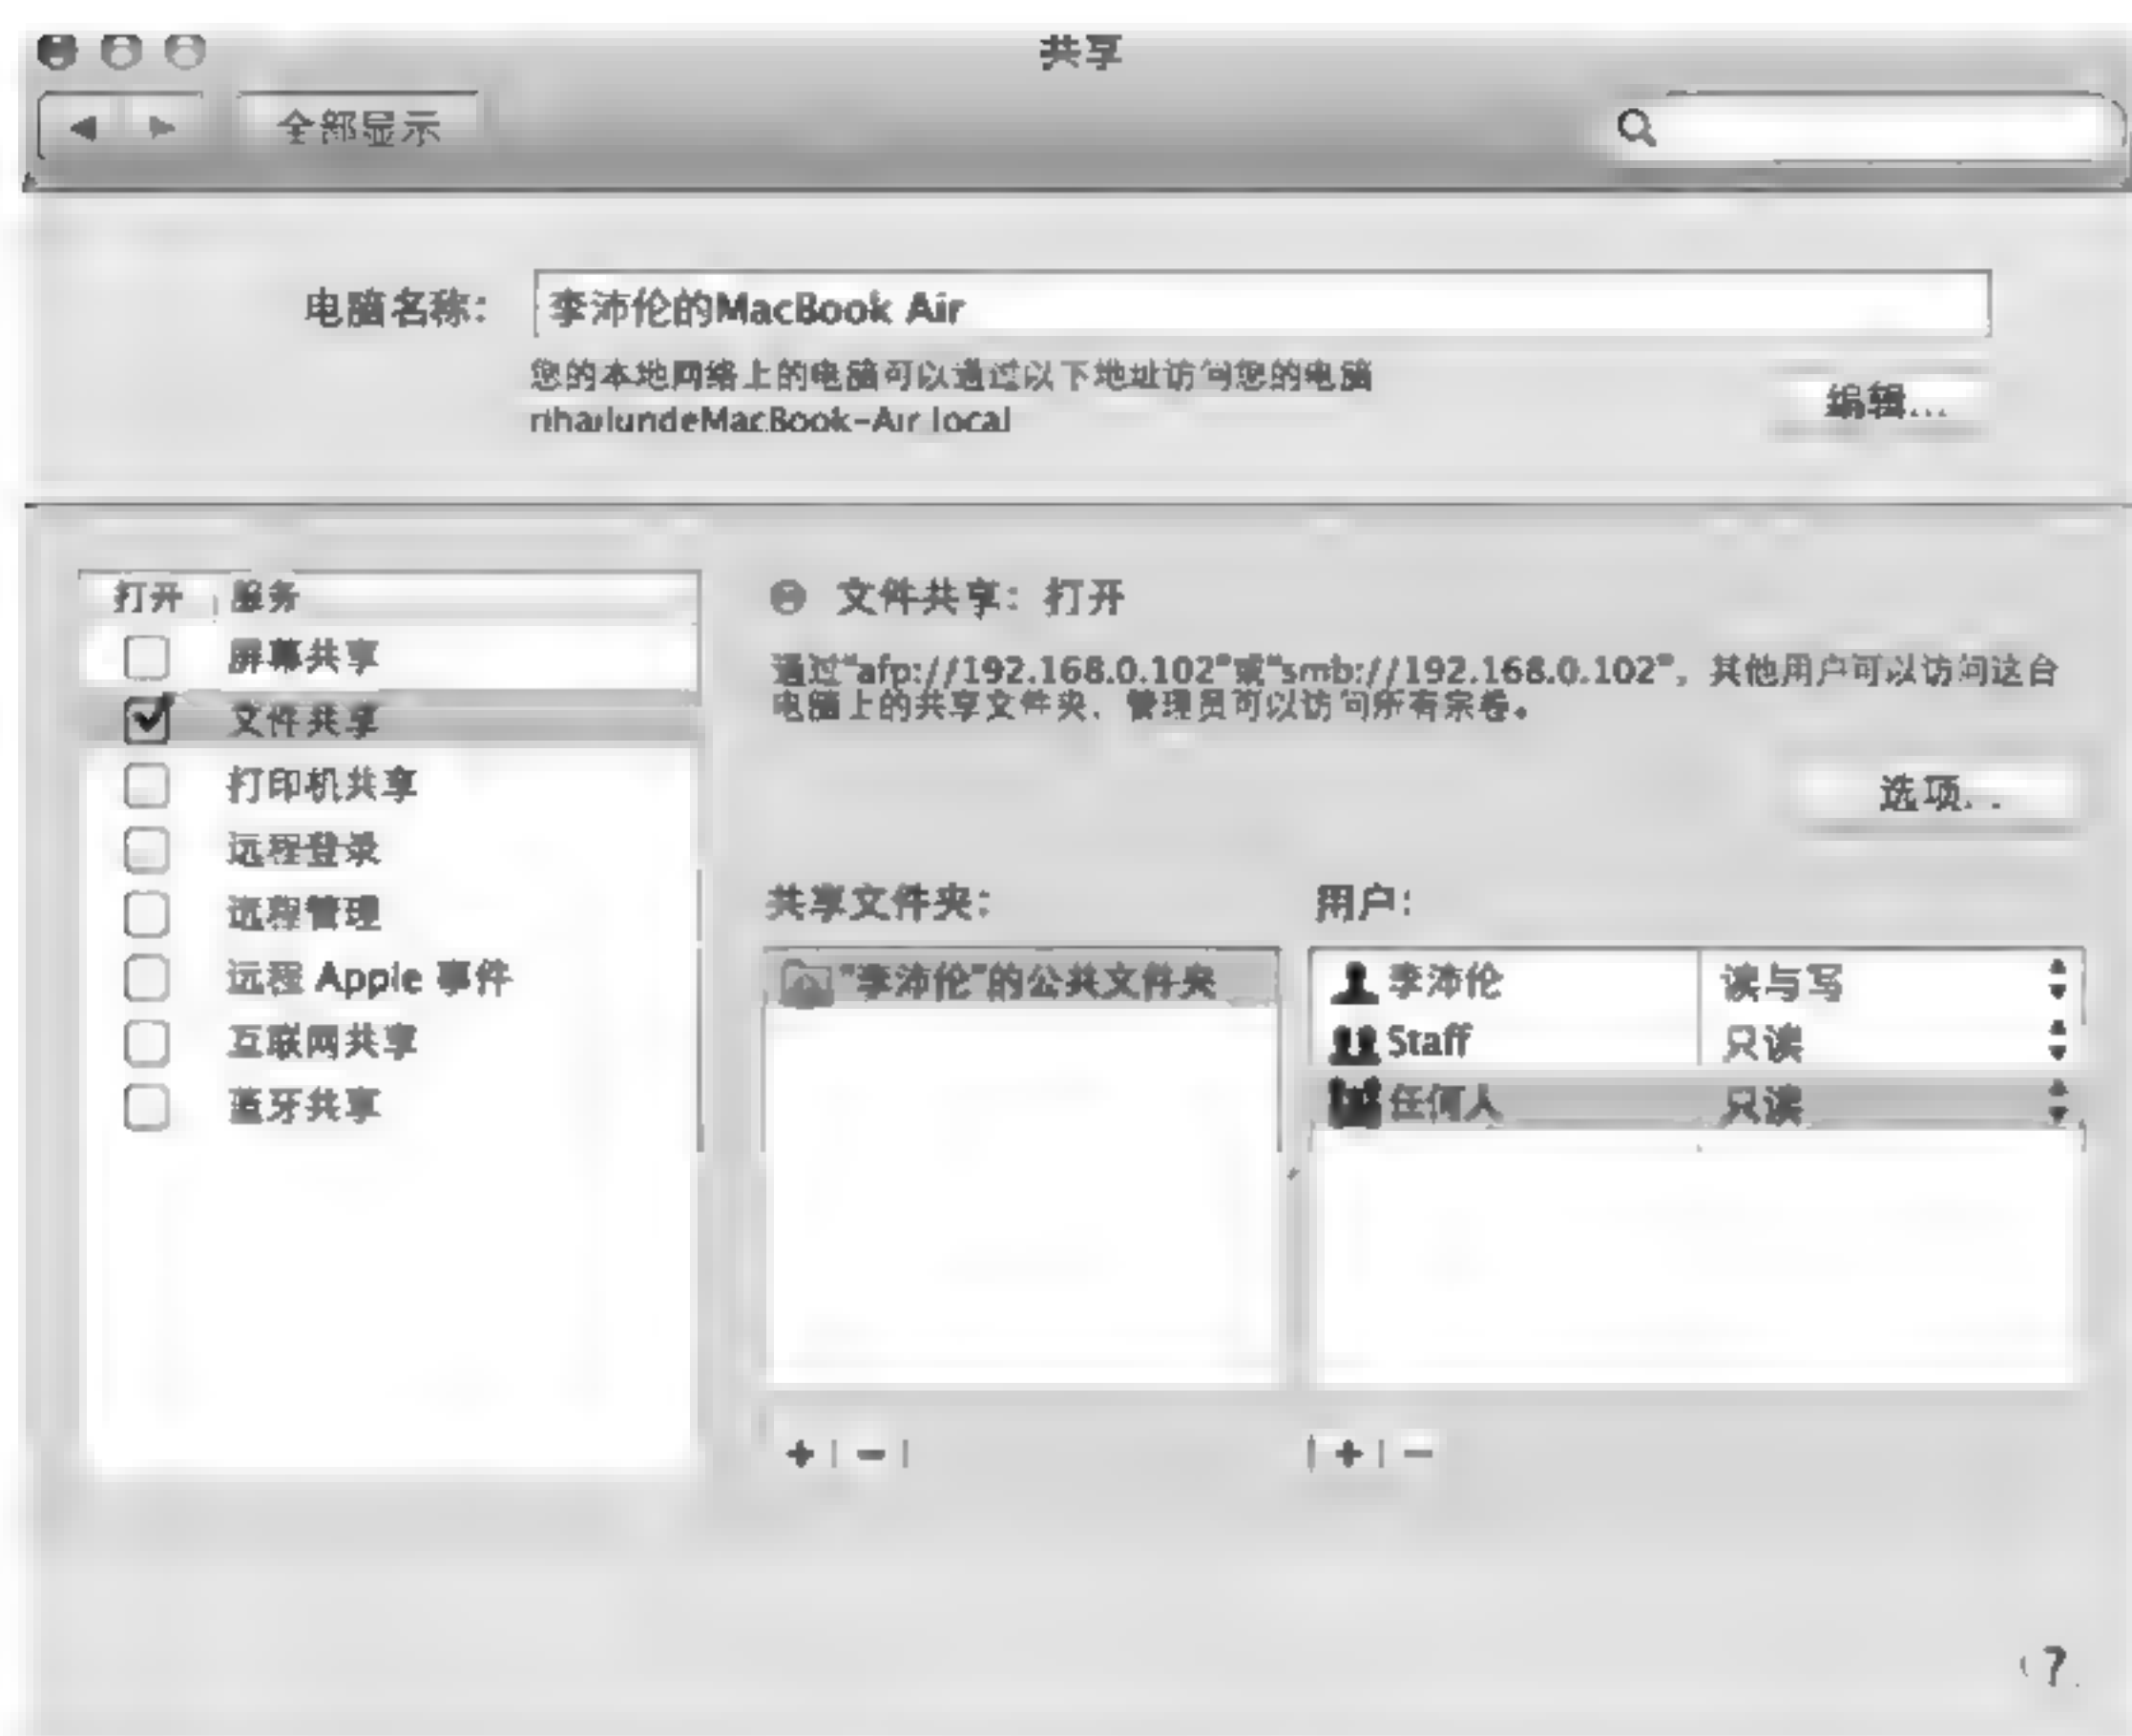 共享
全部显示
电脑名称: 李沛伦的MacBook Air
您的本地网络上的电脑可以通过以下地址访问您的电脑
编辑...
打开 服务
屏幕共享
文件共享
打印机共享
远程登录
远程管理
远程 Apple 事件
互联网共享
蓝牙共享
文件共享: 打开
通过"afp://192.168.0.102"或"smb://192.168.0.102"，其他用户可以访问这台
电脑上的共享文件夹，管理员可以访问所有宗卷。
选项...
共享文件夹:
"李沛伦"的公共文件夹
用户:
李沛伦 读与写
Staff 只读
任何人 只读
+ −
+ −
?